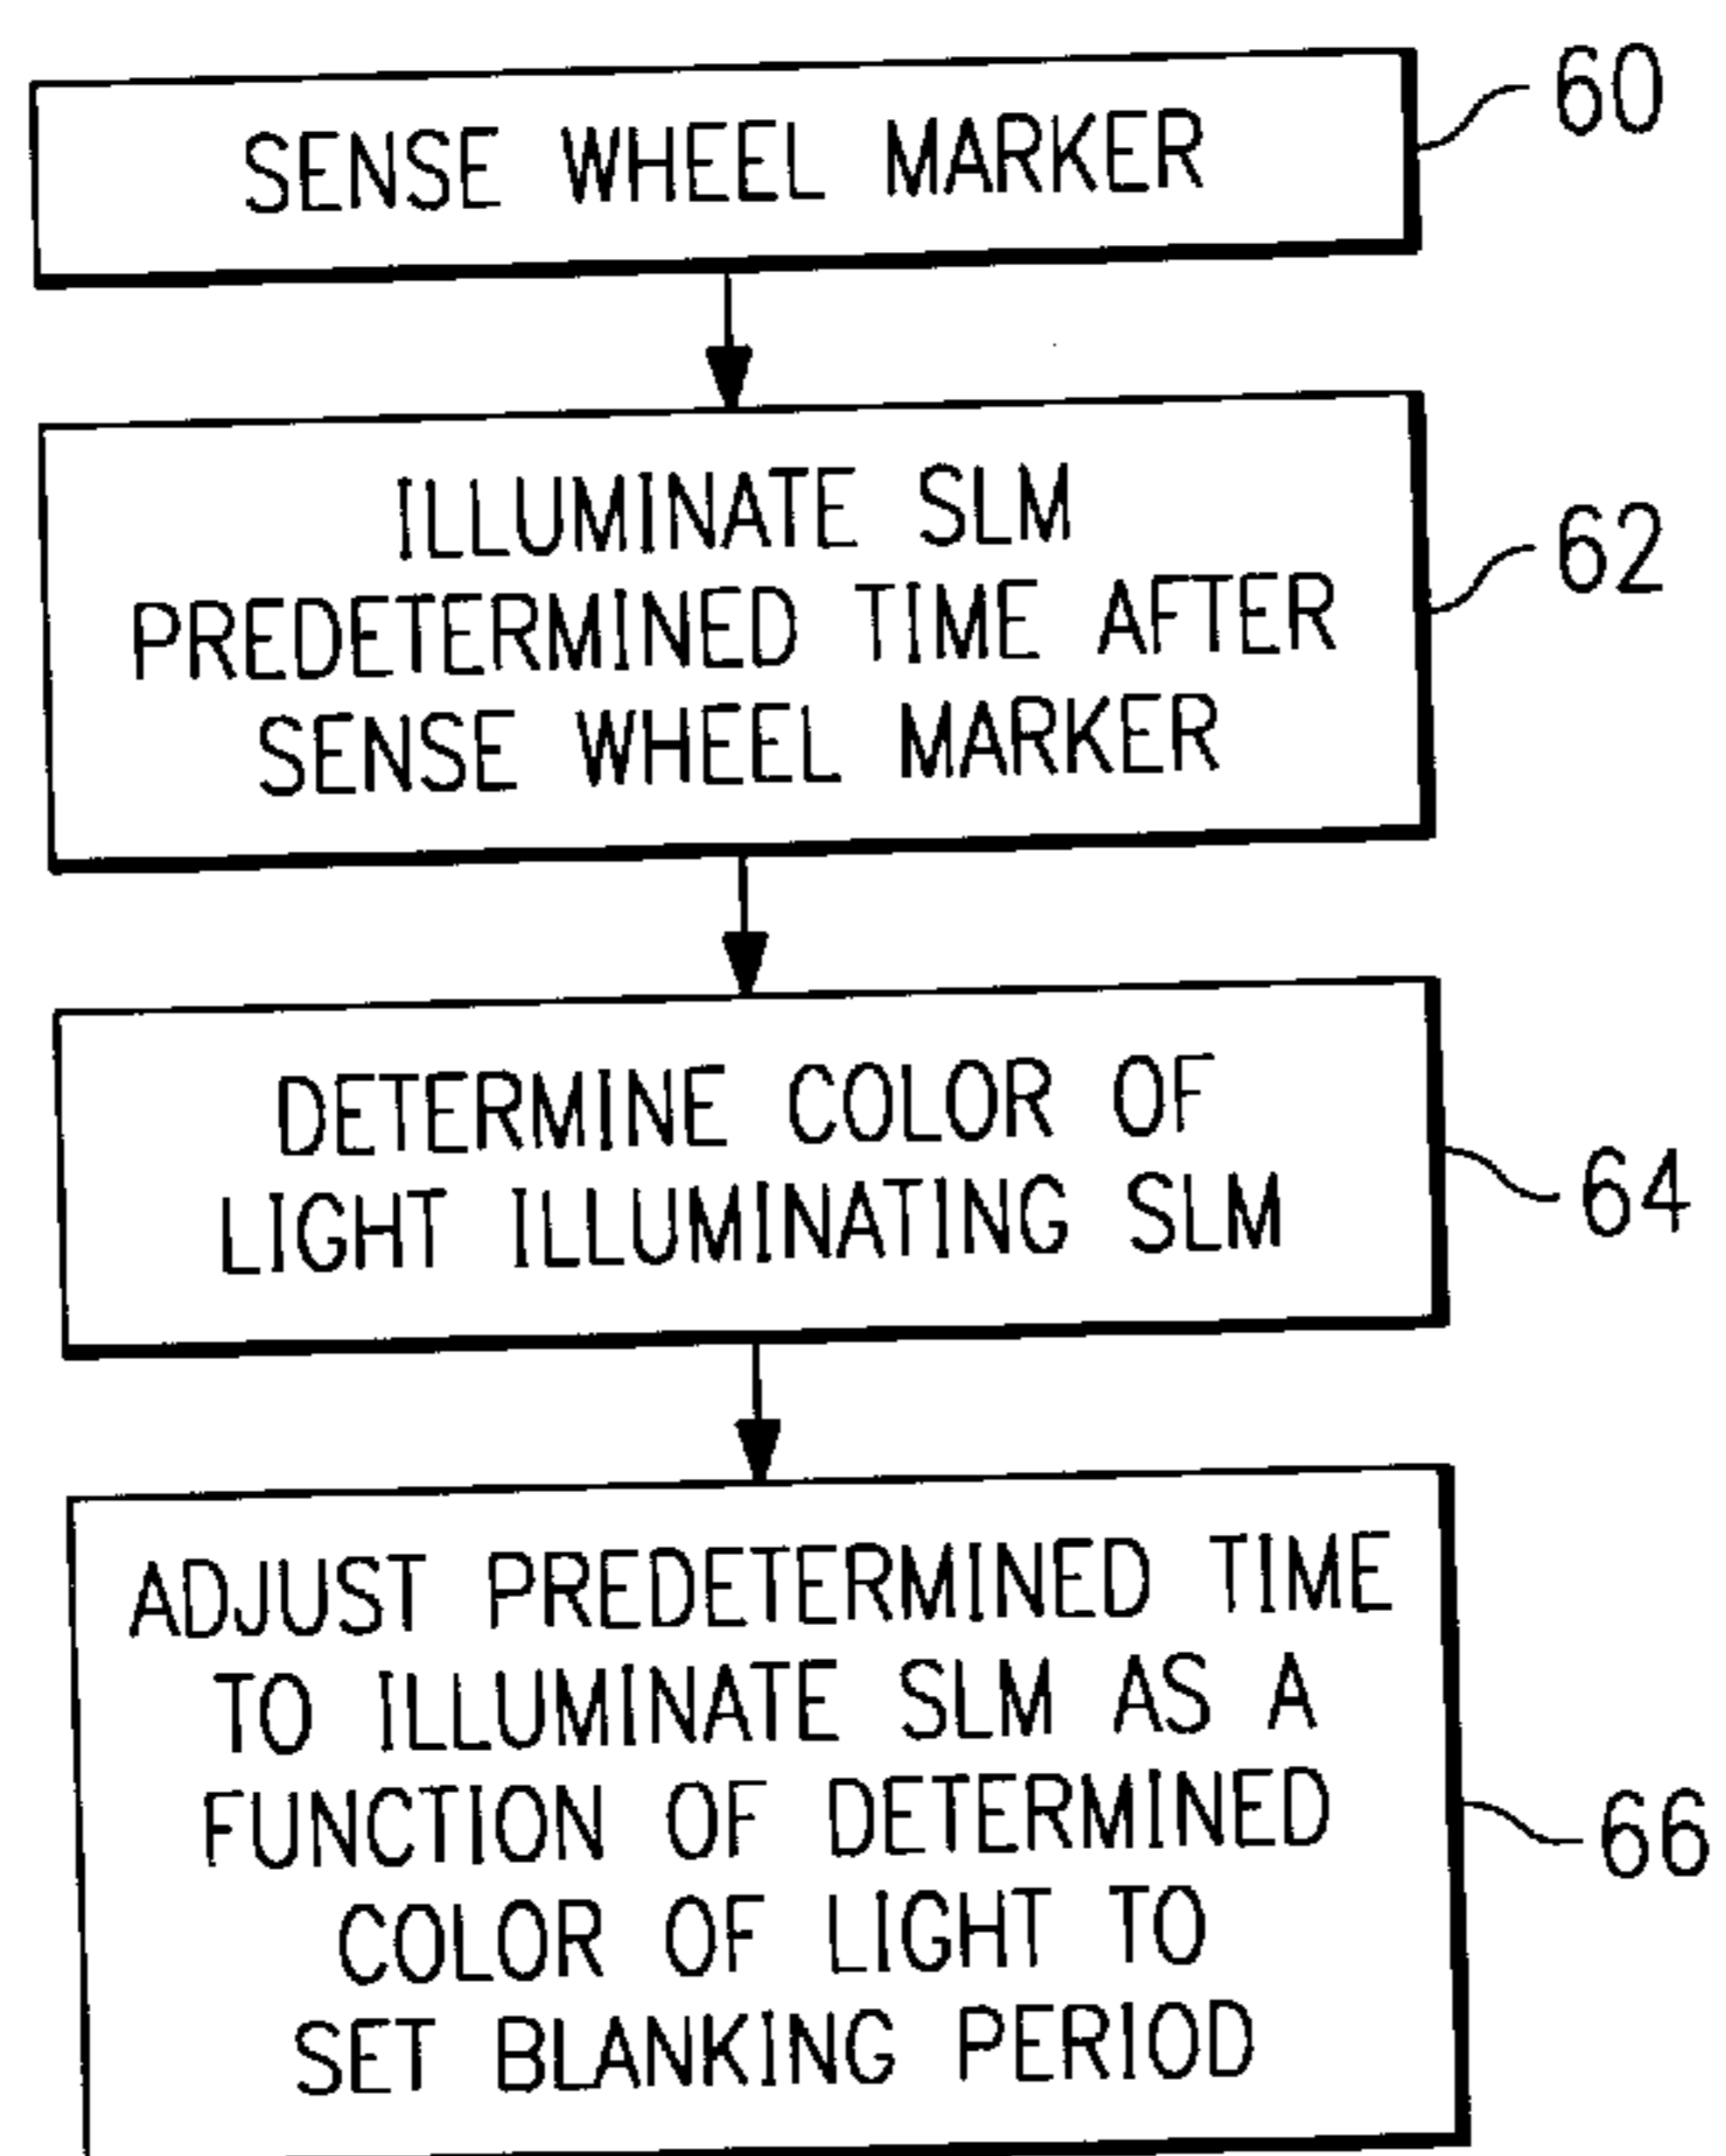 SENSE WHEEL MARKER
60
ILLUMINATE SLM
PREDETERMINED TIME AFTER
SENSE WHEEL MARKER
62
DETERMINE COLOR OF
LIGHT ILLUMINATING SLM
64
ADJUST PREDETERMINED TIME
TO ILLUMINATE SLM AS A
FUNCTION OF DETERMINED
COLOR OF LIGHT TO
SET BLANKING PERIOD
66